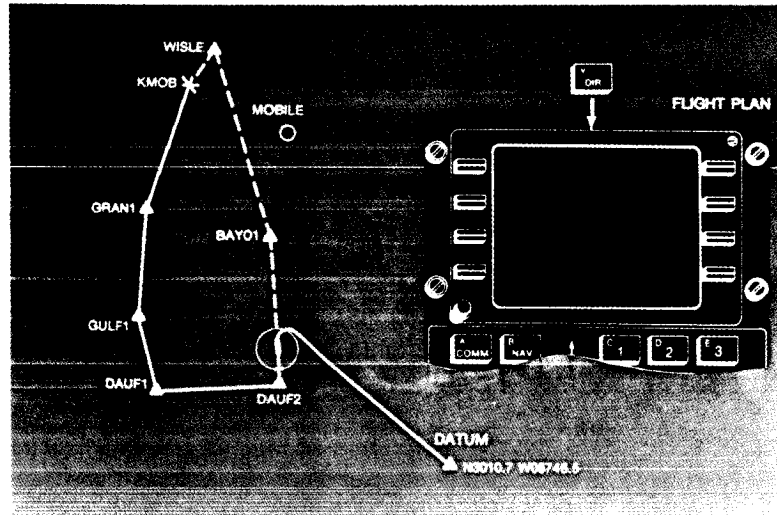 WISLE
KMOB
MOBILE
Y
DIR
FLIGHT PLAN
GRAN1
BAYO1
GULF1
DAUF1
DAUF2
A
COMM
B
NAV
C
1
D
2
E
3
DATUM
N3010.7 W08746.5